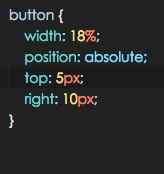 button {
width: 18%;
position: absolute;
top: 5px;
right: 10px;
}